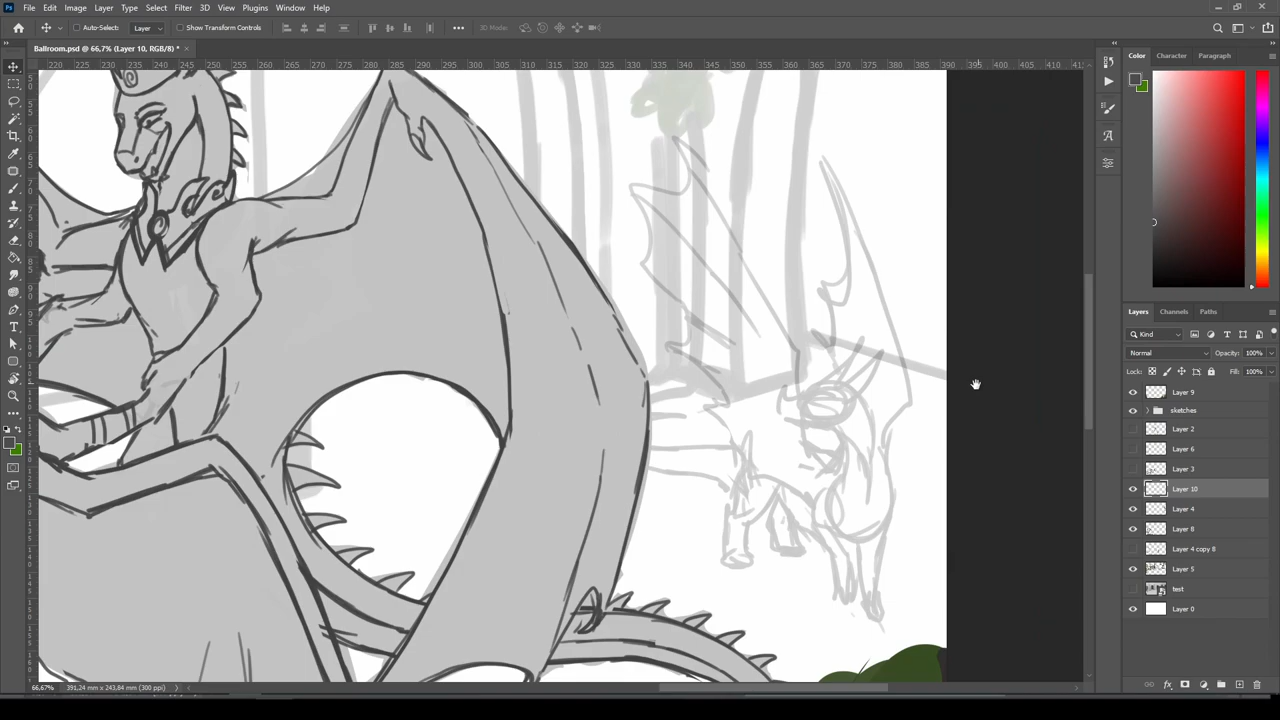 Ps File Edit Image Layer Type Select Filter 3D View Plugins Window Help
Auto-Select: Layer Show Transform Controls 3D Mode:
Ballroom.psd @ 66,7% (Layer 10, RGB/8) *
220 225 230 235 240 245 250 255 260 265 270 275 280 285 290 295 300 305 310 315 320 325 330 335 340 345 350 355 360 365 370 375 380 385 390 395 400 405 410
Color Character Paragraph
Layers Channels Paths
Kind
Normal Opacity: 100%
Lock: Fill: 100%
Layer 9
sketches
Layer 2
Layer 6
Layer 3
Layer 10
Layer 4
Layer 8
Layer 4 copy 8
Layer 5
test
Layer 0
66,67% 391,24 mm x 243,84 mm (300 ppi)